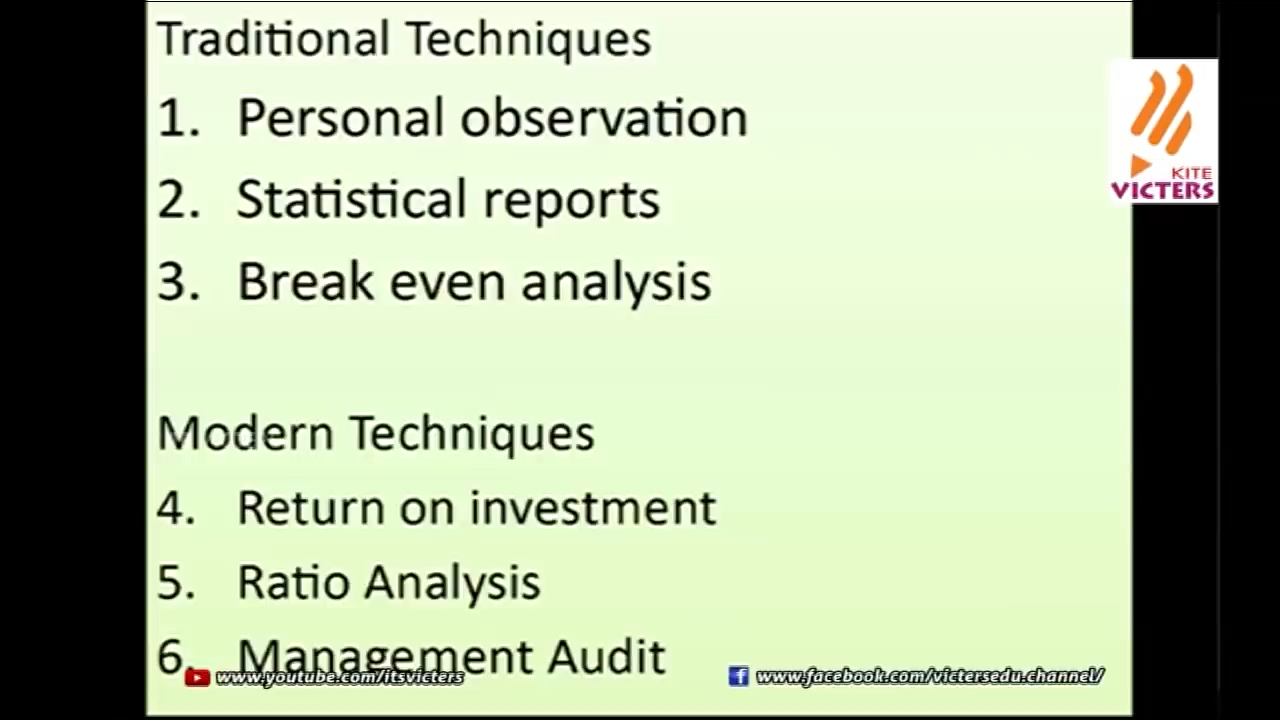 Traditional Techniques
1. Personal observation
2. Statistical reports
3. Break even analysis
Modern Techniques
4. Return on investment
5. Ratio Analysis
6. Management Audit
KITE
VICTERS
www.youtube.com/itsvicters
www.facebook.com/victersedu.channel/